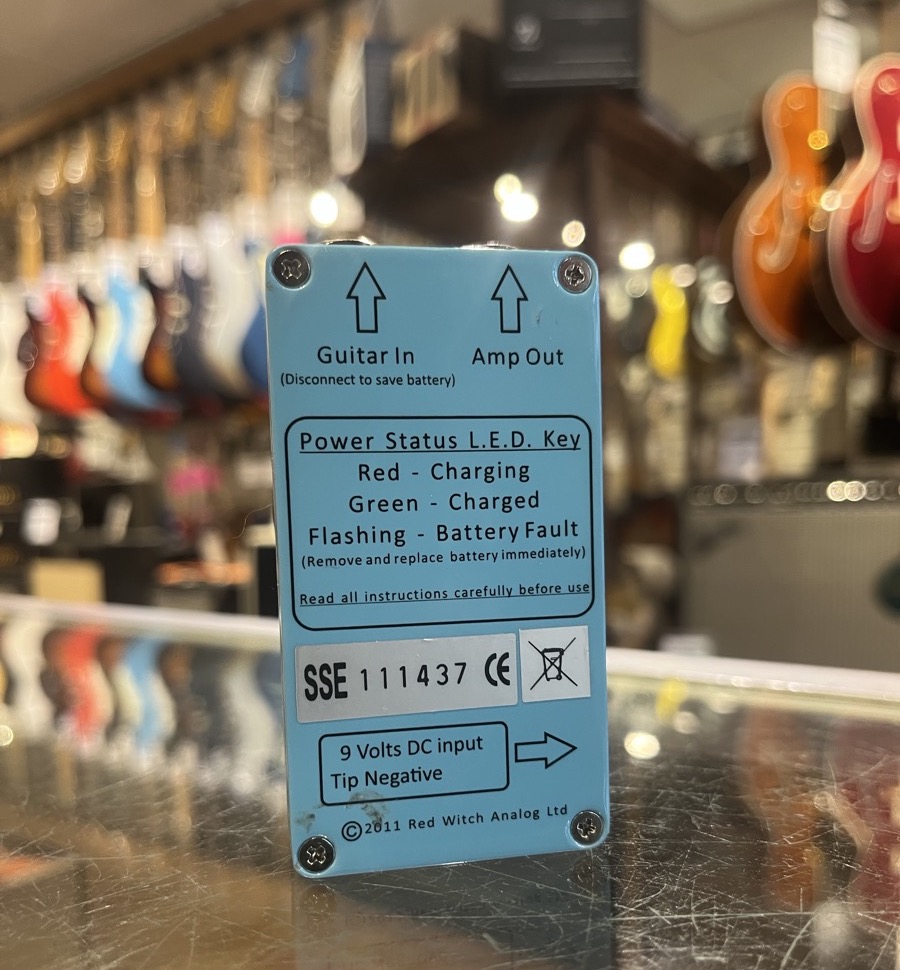 Guitar In
(Disconnect to save battery)
Amp Out
Power Status L.E.D. Key
Red - Charging
Green - Charged
Flashing - Battery Fault
(Remove and replace battery immediately)
Read all instructions carefully before use
SSE 111437 CE
9 Volts DC input
Tip Negative
©2011 Red Witch Analog Ltd